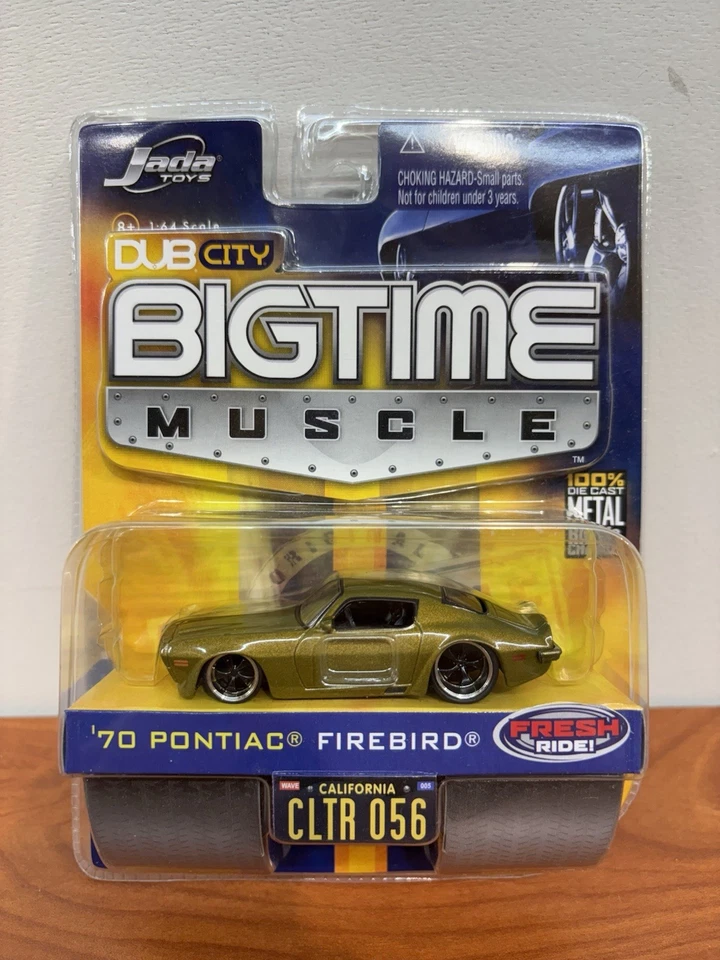 Jada®
TOYS
CHOKING HAZARD-Small parts.
Not for children under 3 years.
8+ 1:64 Scale
DUB CITY
BIGTIME
MUSCLE
TM
100%
DIE CAST
METAL
'70 PONTIAC® FIREBIRD®
FRESH
RIDE!
WAVE CALIFORNIA 005
CLTR 056